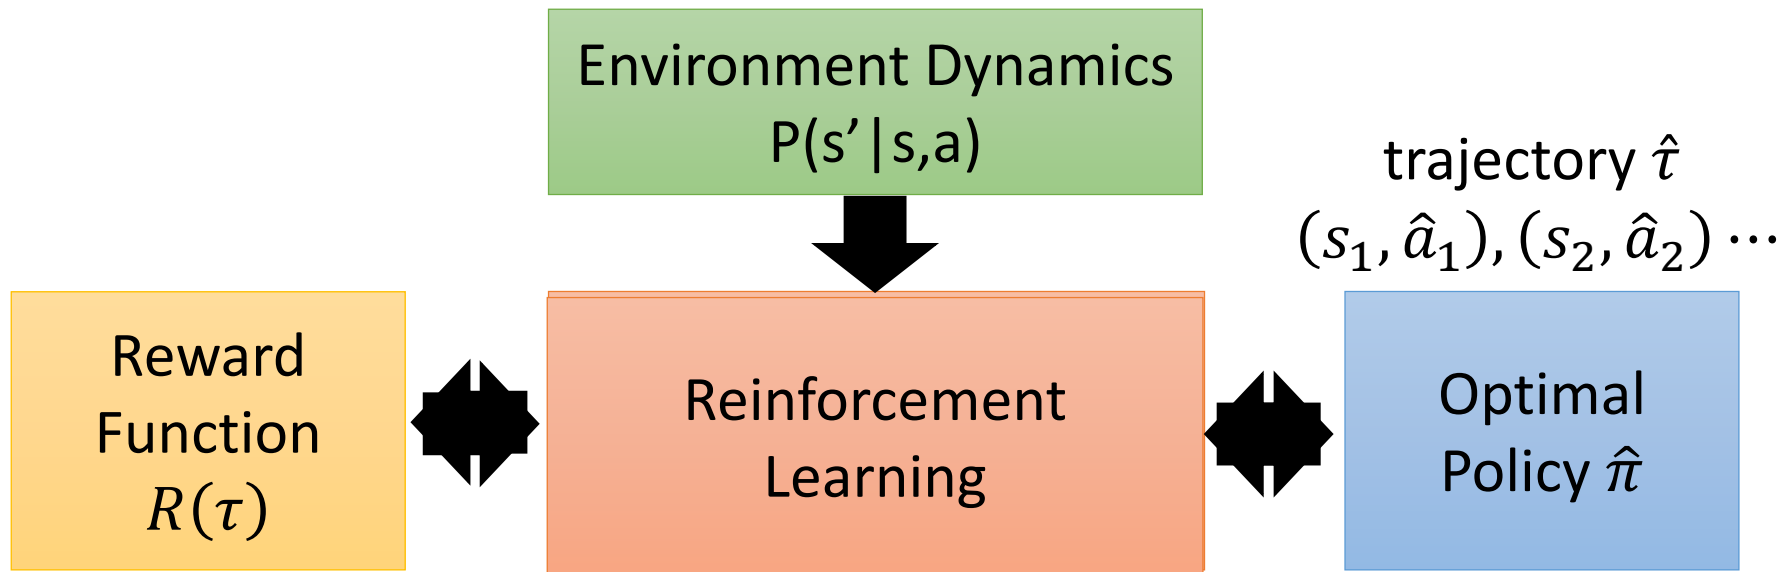 Environment Dynamics
P(s’|s,a)
trajectory τ̂
(s₁, â₁), (s₂, â₂) ⋯
Reward
Function
R(τ)
Reinforcement
Learning
Optimal
Policy π̂